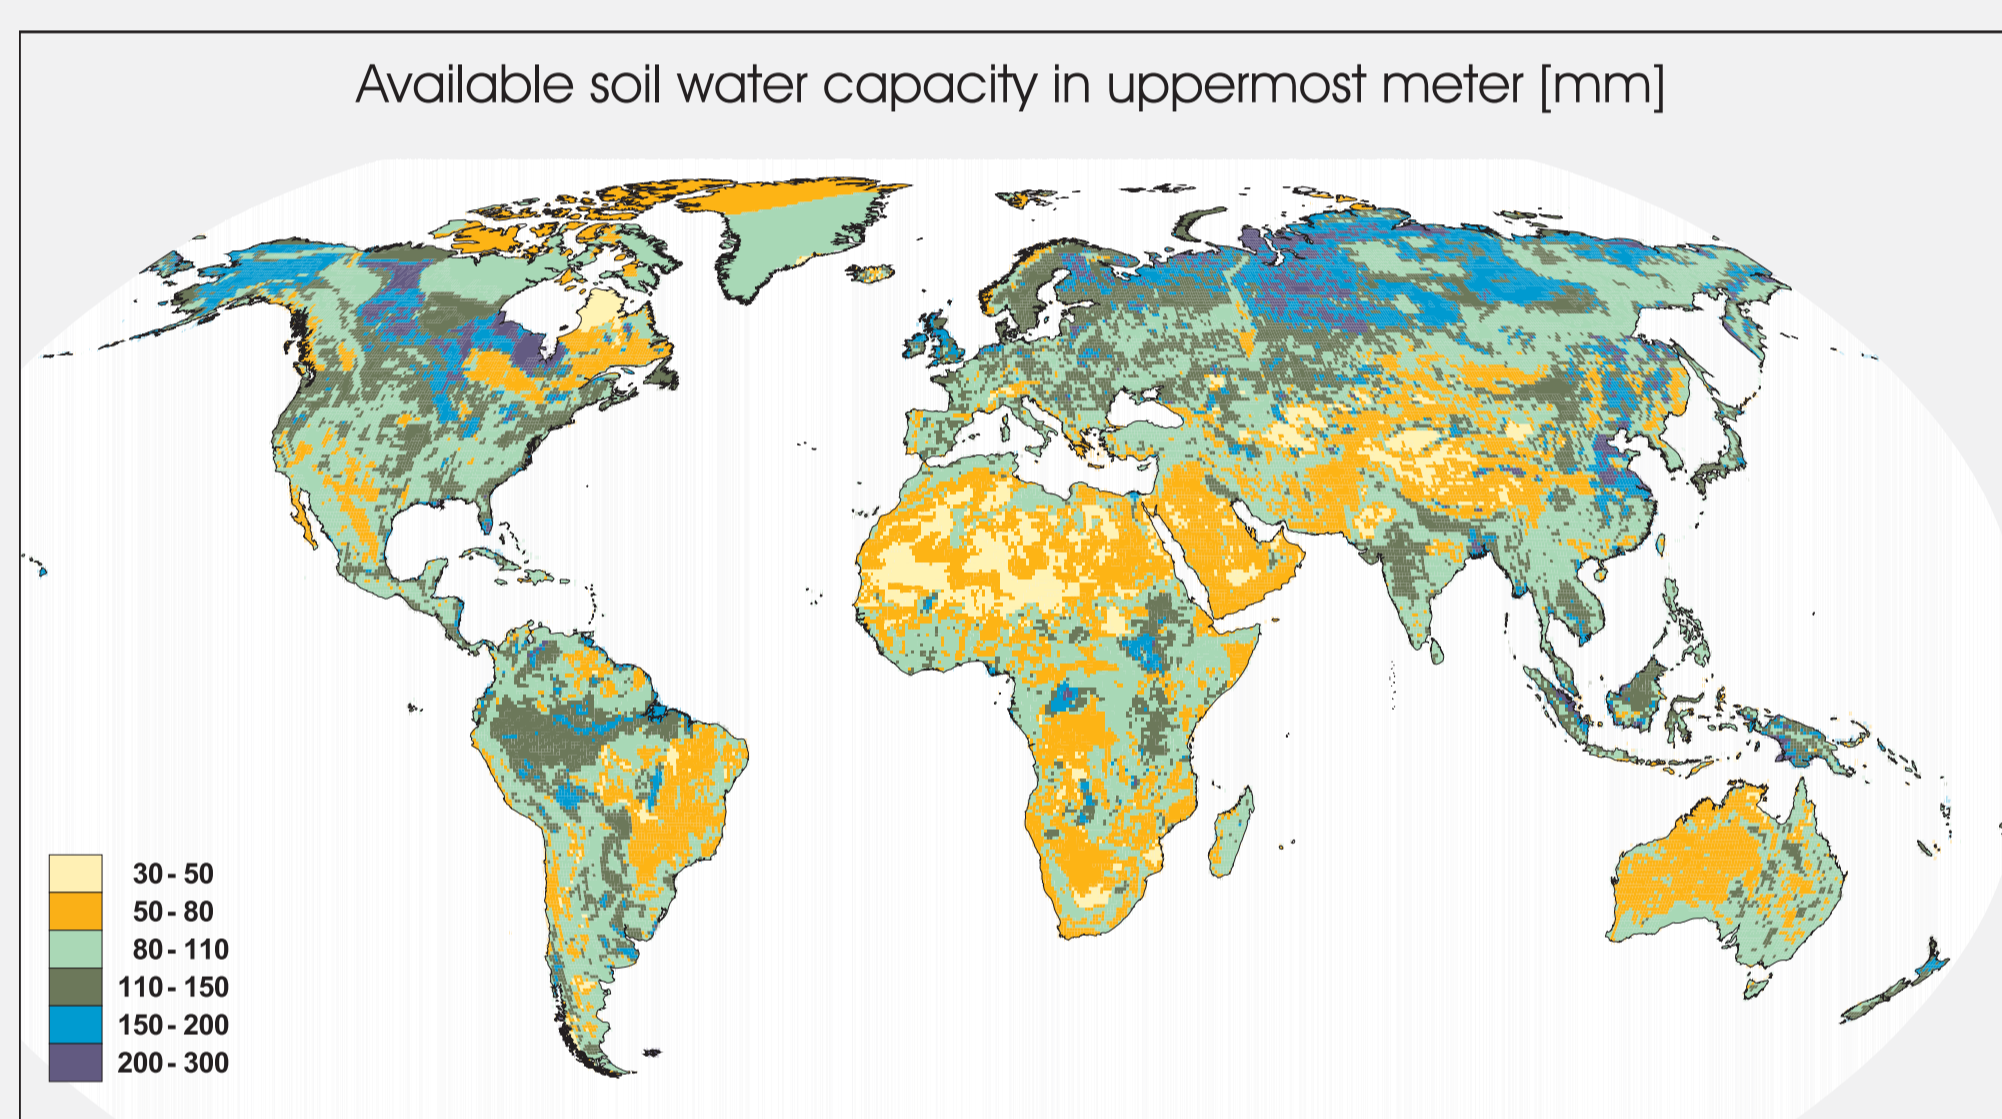 Available soil water capacity in uppermost meter [mm]
30 - 50
50 - 80
80 - 110
110 - 150
150 - 200
200 - 300